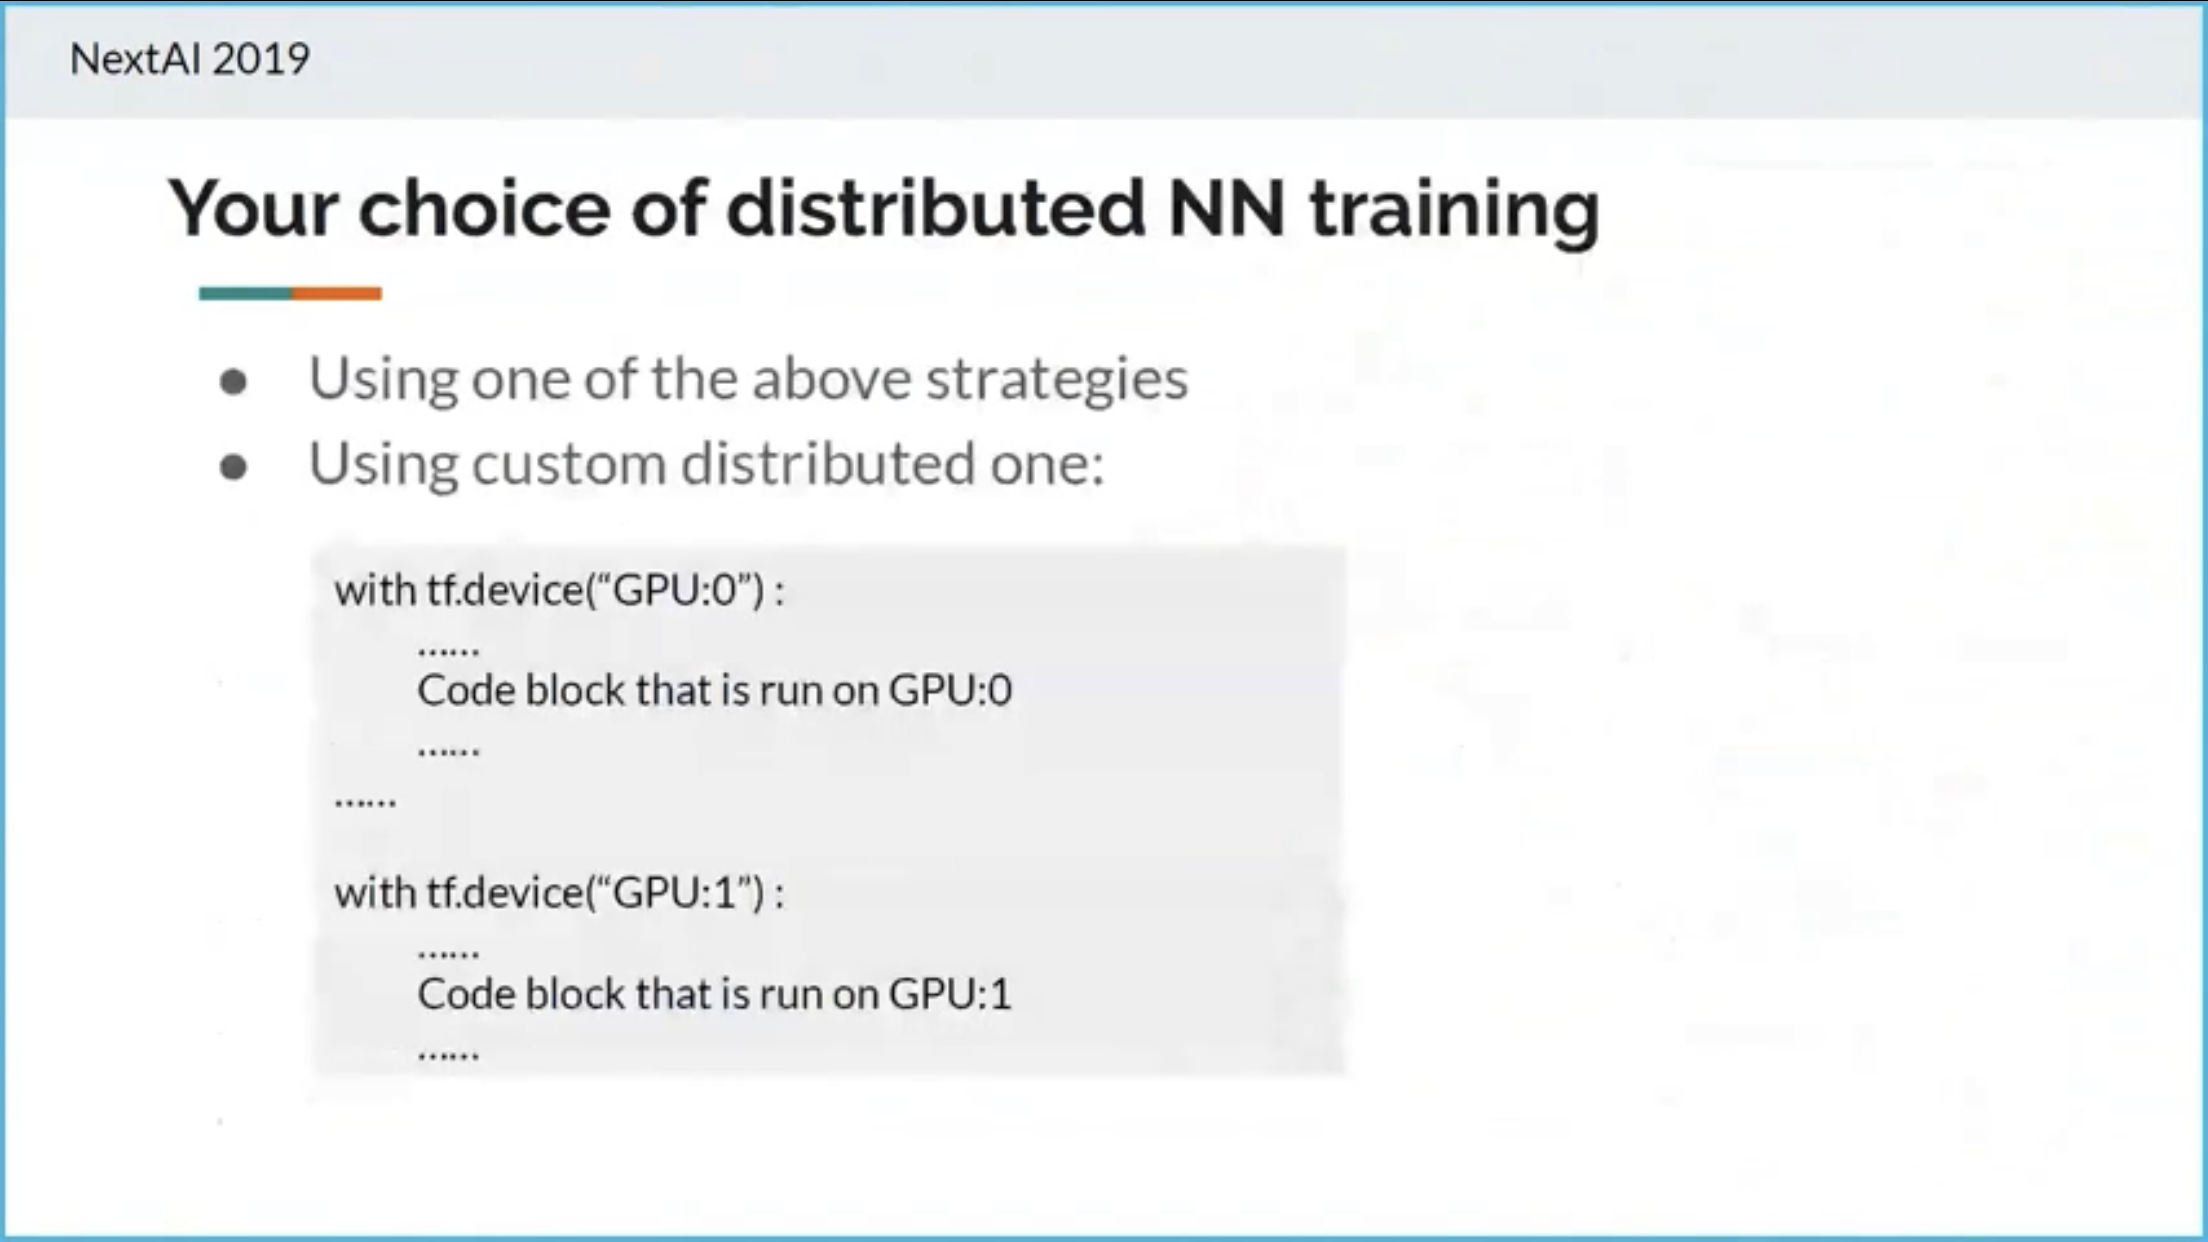 NextAI 2019
Your choice of distributed NN training
● Using one of the above strategies
● Using custom distributed one:
with tf.device(“GPU:0”) :
……
Code block that is run on GPU:0
……
……
with tf.device(“GPU:1”) :
……
Code block that is run on GPU:1
……